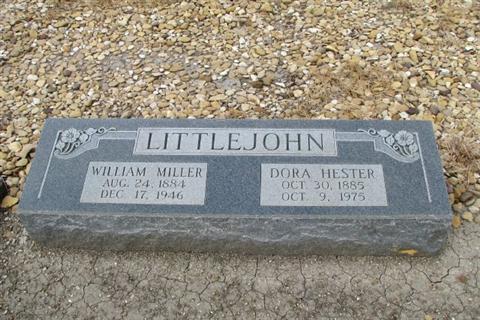 LITTLEJOHN
WILLIAM MILLER
AUG. 24, 1884
DEC. 17, 1946
DORA HESTER
OCT. 30, 1885
OCT. 9, 1975